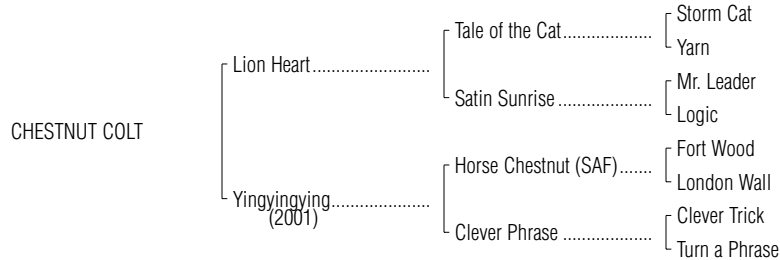 Storm Cat
Tale of the Cat....................
Yarn
Lion Heart..........................
Mr. Leader
Satin Sunrise .....................
Logic
CHESTNUT COLT
Fort Wood
Horse Chestnut (SAF).......
London Wall
Yingyingying......................
(2001)
Clever Trick
Clever Phrase ....................
Turn a Phrase